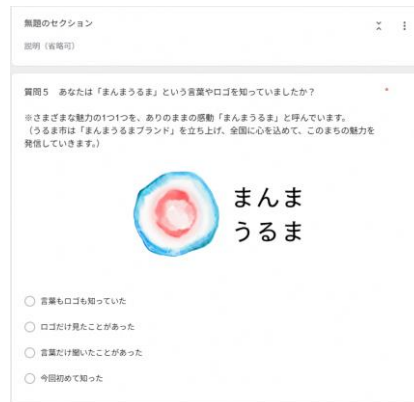 無題のセクション
説明（省略可）
質問５　あなたは「まんまうるま」という言葉やロゴを知っていましたか？
*
※さまざまな魅力の1つ1つを、ありのままの感動「まんまうるま」と呼んでいます。
（うるま市は「まんまうるまブランド」を立ち上げ、全国に心を込めて、このまちの魅力を
発信していきます。）
まんま
うるま
言葉もロゴも知っていた
ロゴだけ見たことがあった
言葉だけ聞いたことがあった
今回初めて知った